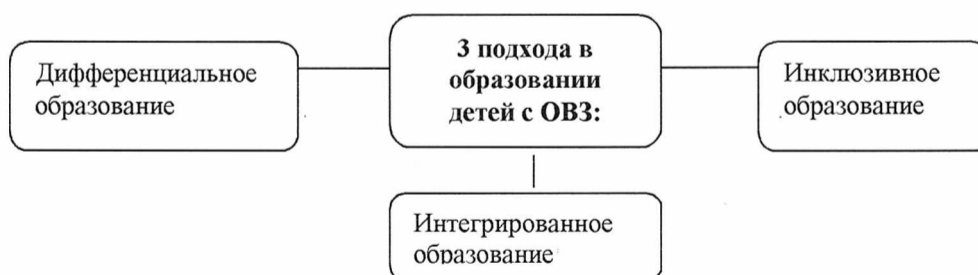 3 подхода в
образовании
детей с ОВЗ:
Дифференциальное
образование
Инклюзивное
образование
Интегрированное
образование